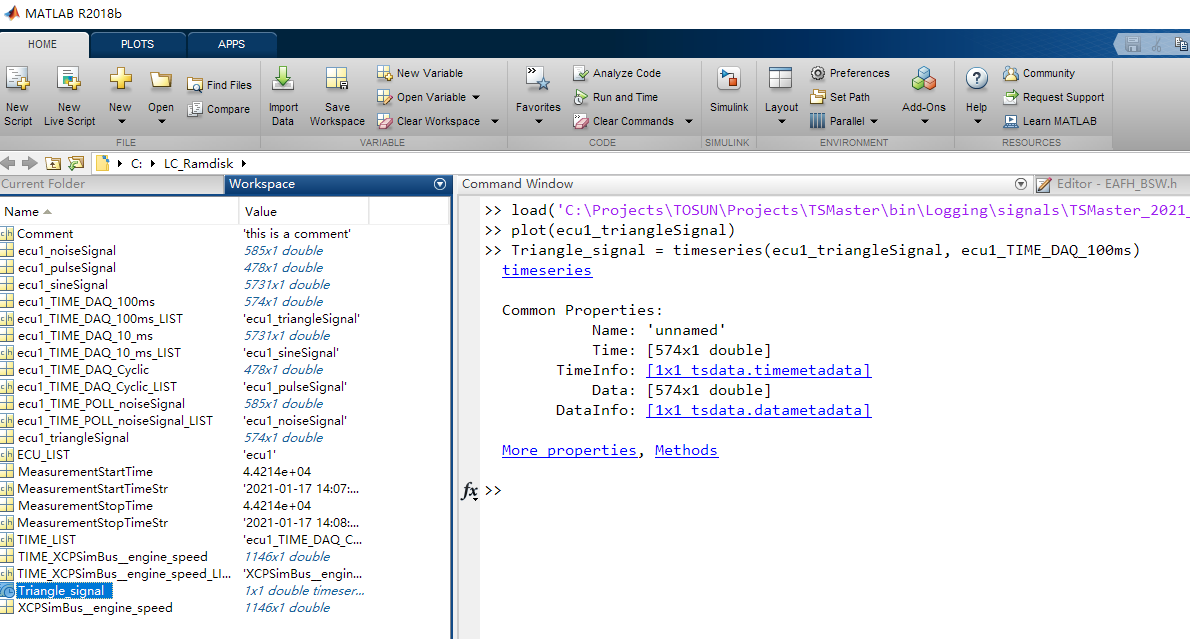 MATLAB R2018b
HOME PLOTS APPS
New Script
New Live Script
New
Open
Find Files
Compare
FILE
Import Data
Save Workspace
New Variable
Open Variable
Clear Workspace
VARIABLE
Favorites
Analyze Code
Run and Time
Clear Commands
CODE
Simulink
SIMULINK
Layout
Preferences
Set Path
Parallel
Add-Ons
ENVIRONMENT
Help
Community
Request Support
Learn MATLAB
RESOURCES
C: LC_Ramdisk
Current Folder
Workspace
Name Value
Comment 'this is a comment'
ecu1_noiseSignal 585x1 double
ecu1_pulseSignal 478x1 double
ecu1_sineSignal 5731x1 double
ecu1_TIME_DAQ_100ms 574x1 double
ecu1_TIME_DAQ_100ms_LIST 'ecu1_triangleSignal'
ecu1_TIME_DAQ_10_ms 5731x1 double
ecu1_TIME_DAQ_10_ms_LIST 'ecu1_sineSignal'
ecu1_TIME_DAQ_Cyclic 478x1 double
ecu1_TIME_DAQ_Cyclic_LIST 'ecu1_pulseSignal'
ecu1_TIME_POLL_noiseSignal 585x1 double
ecu1_TIME_POLL_noiseSignal_LIST 'ecu1_noiseSignal'
ecu1_triangleSignal 574x1 double
ECU_LIST 'ecu1'
MeasurementStartTime 4.4214e+04
MeasurementStartTimeStr '2021-01-17 14:07:...
MeasurementStopTime 4.4214e+04
MeasurementStopTimeStr '2021-01-17 14:08:...
TIME_LIST 'ecu1_TIME_DAQ_C...
TIME_XCPSimBus__engine_speed 1146x1 double
TIME_XCPSimBus__engine_speed_LI... 'XCPSimBus__engin...
Triangle_signal 1x1 double timeser...
XCPSimBus__engine_speed 1146x1 double
Command Window
Editor - EAFH_BSW.h
>> load('C:\Projects\TOSUN\Projects\TSMaster\bin\Logging\signals\TSMaster_2021_
>> plot(ecu1_triangleSignal)
>> Triangle_signal = timeseries(ecu1_triangleSignal, ecu1_TIME_DAQ_100ms)
timeseries
Common Properties:
Name: 'unnamed'
Time: [574x1 double]
TimeInfo: [1x1 tsdata.timemetadata]
Data: [574x1 double]
DataInfo: [1x1 tsdata.datametadata]
More properties, Methods
fx >>